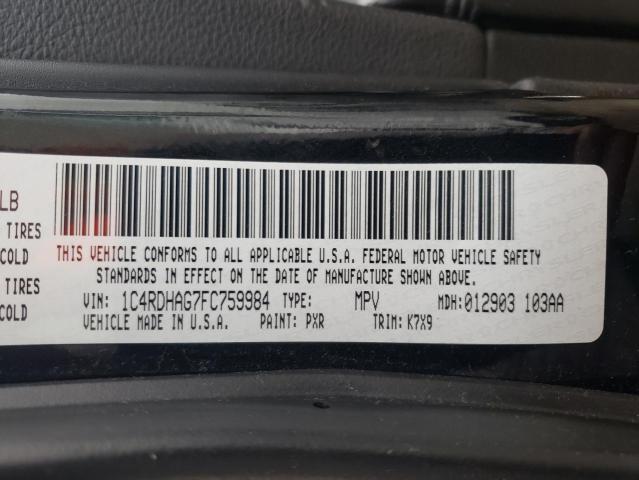 LB
TIRES
COLD
TIRES
COLD
THIS VEHICLE CONFORMS TO ALL APPLICABLE U.S.A. FEDERAL MOTOR VEHICLE SAFETY
STANDARDS IN EFFECT ON THE DATE OF MANUFACTURE SHOWN ABOVE.
VIN: 1C4RDHAG7FC759984 TYPE: MPV MDH: 012903 103AA
VEHICLE MADE IN U.S.A. PAINT: PXR TRIM: K7X9